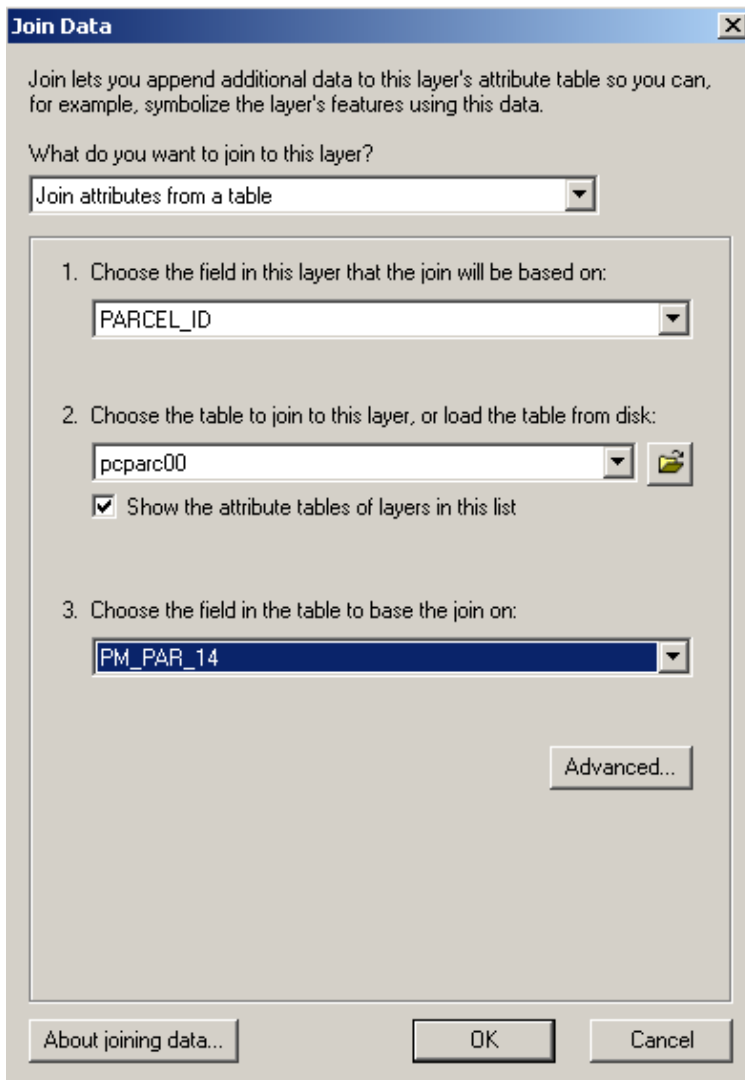 Join Data
Join lets you append additional data to this layer's attribute table so you can,
for example, symbolize the layer's features using this data.
What do you want to join to this layer?
Join attributes from a table
1. Choose the field in this layer that the join will be based on:
PARCEL_ID
2. Choose the table to join to this layer, or load the table from disk:
pcparc00
Show the attribute tables of layers in this list
3. Choose the field in the table to base the join on:
PM_PAR_14
Advanced...
About joining data...
OK
Cancel